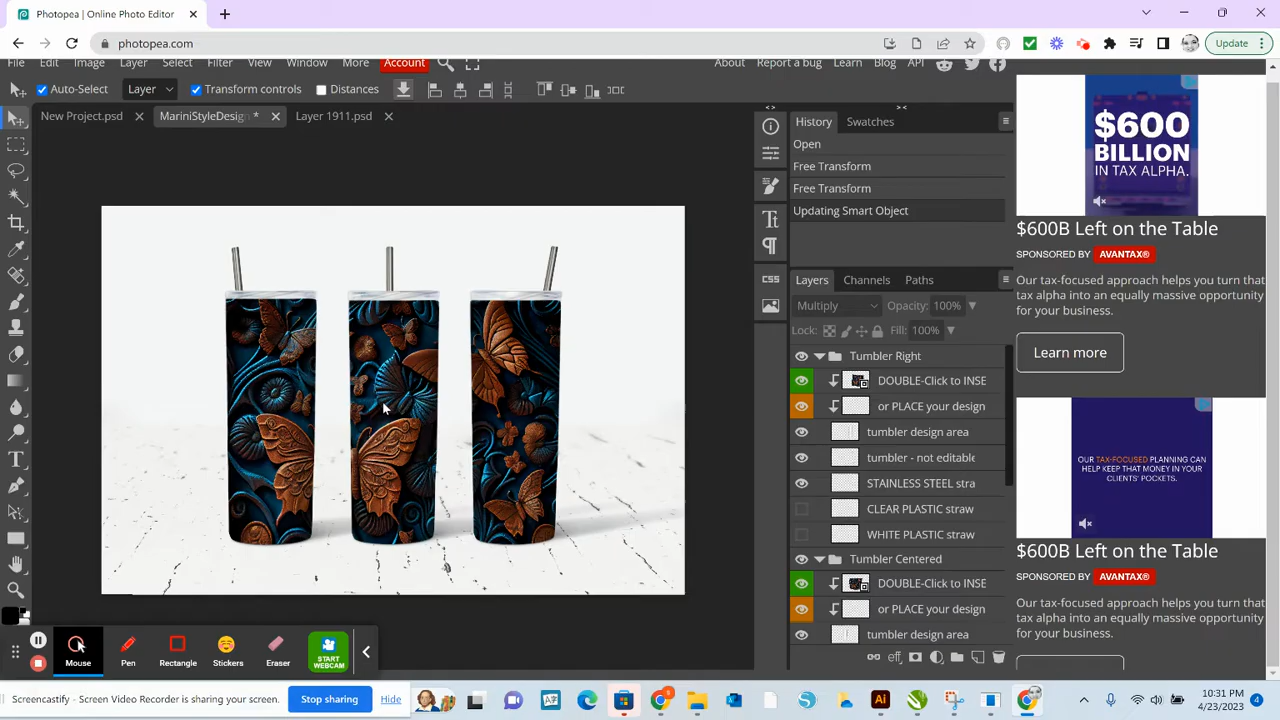 Photopea | Online Photo Editor
photopea.com
Update
File Edit Image Layer Select Filter View Window More Account
About Report a bug Learn Blog API
Auto-Select Layer Transform controls Distances
New Project.psd MariniStyleDesign * Layer 1911.psd
History Swatches
Open
Free Transform
Free Transform
Updating Smart Object
CSS
Layers Channels Paths
Multiply Opacity: 100%
Lock: Fill: 100%
Tumbler Right
DOUBLE-Click to INSE
or PLACE your design
tumbler design area
tumbler - not editable
STAINLESS STEEL stra
CLEAR PLASTIC straw
WHITE PLASTIC straw
Tumbler Centered
DOUBLE-Click to INSE
or PLACE your design
tumbler design area
eff
$600
BILLION
IN TAX ALPHA.
$600B Left on the Table
SPONSORED BY AVANTAX®
Our tax-focused approach helps you turn that
tax alpha into an equally massive opportunity
for your business.
Learn more
OUR TAX-FOCUSED PLANNING CAN
HELP KEEP THAT MONEY IN YOUR
CLIENTS' POCKETS.
$600B Left on the Table
SPONSORED BY AVANTAX®
Our tax-focused approach helps you turn that
tax alpha into an equally massive opportunity
for your business.
Mouse Pen Rectangle Stickers Eraser START WEBCAM
Screencastify - Screen Video Recorder is sharing your screen. Stop sharing Hide
10:31 PM
4/23/2023